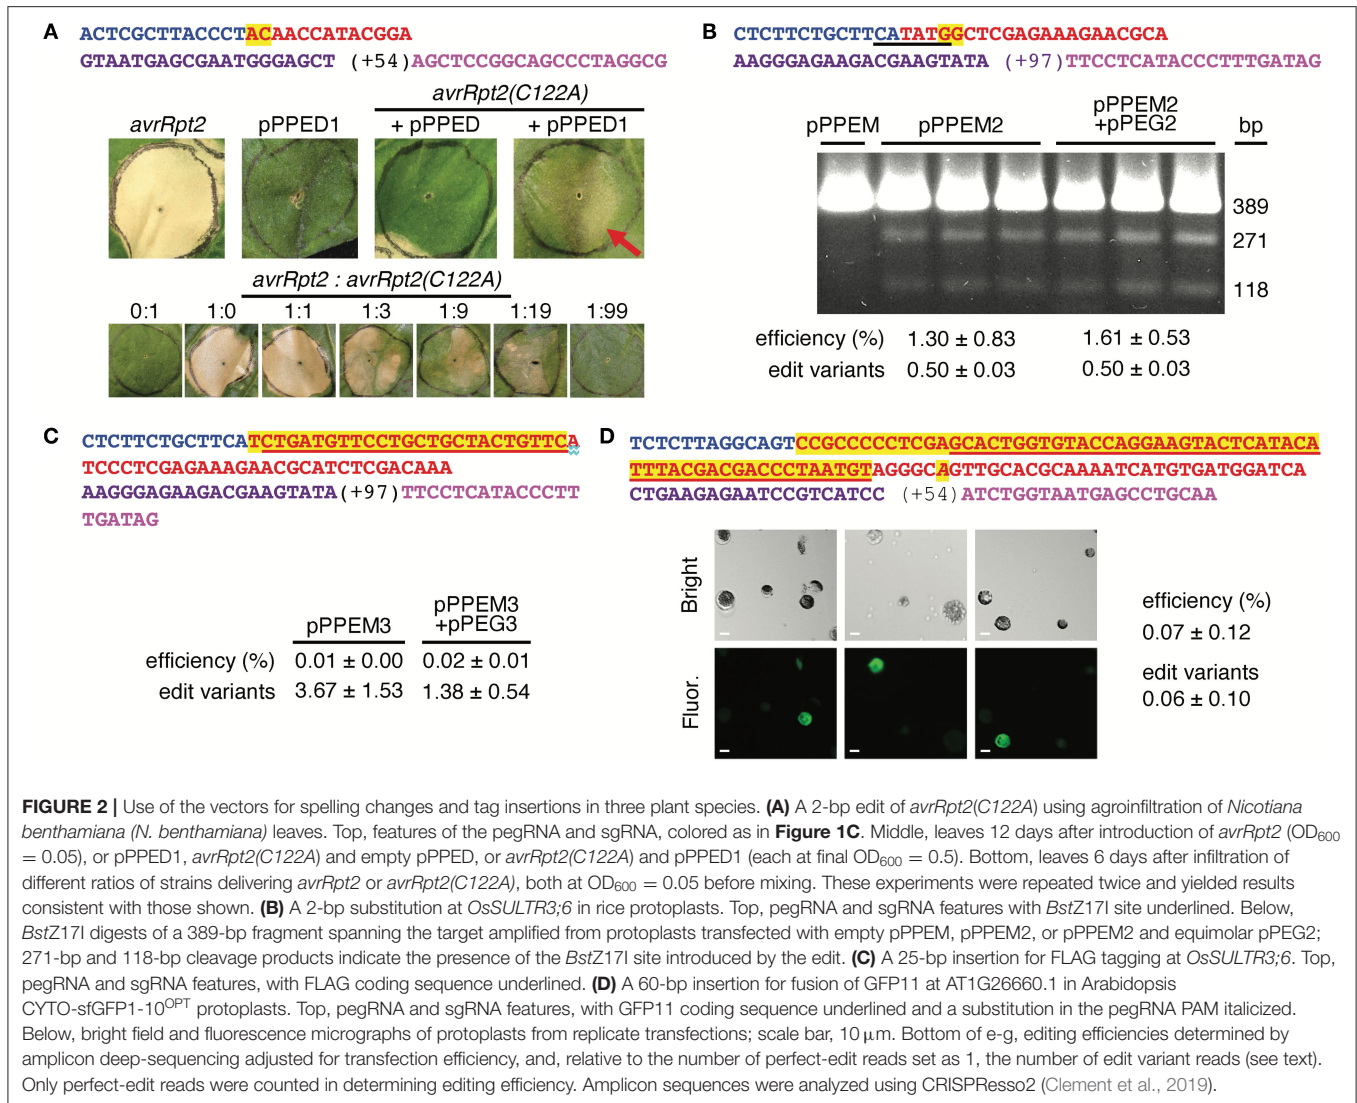 A
ACTCGCTTACCCTACAACCATACGGA
GTAATGAGCGAATGGGAGCT (+54)AGCTCCGGCAGCCCTAGGCG
avrRpt2(C122A)
avrRpt2 pPPED1 + pPPED + pPPED1
avrRpt2 : avrRpt2(C122A)
0:1 1:0 1:1 1:3 1:9 1:19 1:99
B
CTCTTCTGCTTCATATGGCTCGAGAAAGAACGCA
AAGGGAGAAGACGAAGTATA (+97)TTCCTCATACCCTTTGATAG
pPPEM pPPEM2 pPPEM2
+pPEG2 bp
389
271
118
efficiency (%) 1.30 ± 0.83 1.61 ± 0.53
edit variants 0.50 ± 0.03 0.50 ± 0.03
C
CTCTTCTGCTTCATCTGATGTTCCTGCTGCTACTGTTCA
TCCCTCGAGAAAGAACGCATCTCGACAAA
AAGGGAGAAGACGAAGTATA(+97)TTCCTCATACCCTT
TGATAG
pPPEM3 pPPEM3
+pPEG3
efficiency (%) 0.01 ± 0.00 0.02 ± 0.01
edit variants 3.67 ± 1.53 1.38 ± 0.54
D
TCTCTTAGGCAGTCCGCCCCCCTCGAGCACTGGTGTACCAGGAAGTACTCATACA
TTTACGACGACCCTAATGTAGGGCAGTTGCACGCAAAATCATGTGATGGATCA
CTGAAGAGAATCCGTCATCC (+54)ATCTGGTAATGAGCCTGCAA
Bright
Fluor.
efficiency (%)
0.07 ± 0.12
edit variants
0.06 ± 0.10
FIGURE 2 | Use of the vectors for spelling changes and tag insertions in three plant species. (A) A 2-bp edit of avrRpt2(C122A) using agroinfiltration of Nicotiana
benthamiana (N. benthamiana) leaves. Top, features of the pegRNA and sgRNA, colored as in Figure 1C. Middle, leaves 12 days after introduction of avrRpt2 (OD600
= 0.05), or pPPED1, avrRpt2(C122A) and empty pPPED, or avrRpt2(C122A) and pPPED1 (each at final OD600 = 0.5). Bottom, leaves 6 days after infiltration of
different ratios of strains delivering avrRpt2 or avrRpt2(C122A), both at OD600 = 0.05 before mixing. These experiments were repeated twice and yielded results
consistent with those shown. (B) A 2-bp substitution at OsSULTR3;6 in rice protoplasts. Top, pegRNA and sgRNA features with BstZ17I site underlined. Below,
BstZ17I digests of a 389-bp fragment spanning the target amplified from protoplasts transfected with empty pPPEM, pPPEM2, or pPPEM2 and equimolar pPEG2;
271-bp and 118-bp cleavage products indicate the presence of the BstZ17I site introduced by the edit. (C) A 25-bp insertion for FLAG tagging at OsSULTR3;6. Top,
pegRNA and sgRNA features, with FLAG coding sequence underlined. (D) A 60-bp insertion for fusion of GFP11 at AT1G26660.1 in Arabidopsis
CYTO-sfGFP1-10OPT protoplasts. Top, pegRNA and sgRNA features, with GFP11 coding sequence underlined and a substitution in the pegRNA PAM italicized.
Below, bright field and fluorescence micrographs of protoplasts from replicate transfections; scale bar, 10 μm. Bottom of e-g, editing efficiencies determined by
amplicon deep-sequencing adjusted for transfection efficiency, and, relative to the number of perfect-edit reads set as 1, the number of edit variant reads (see text).
Only perfect-edit reads were counted in determining editing efficiency. Amplicon sequences were analyzed using CRISPResso2 (Clement et al., 2019).